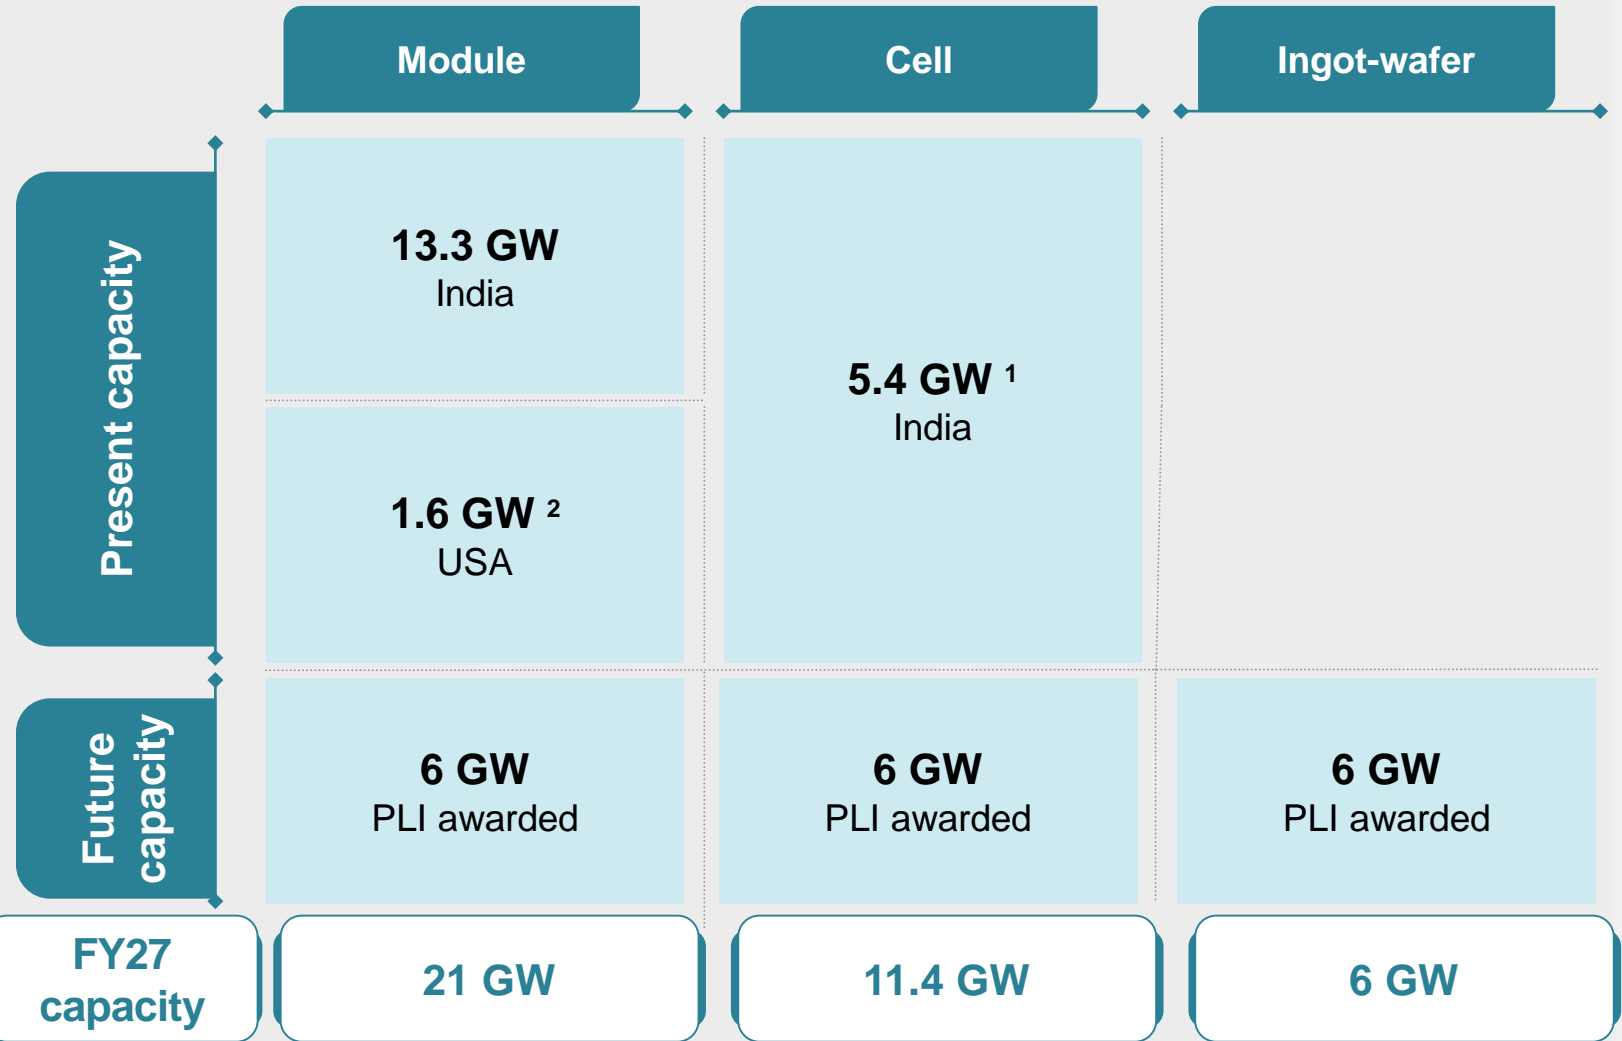 Module
Cell
Ingot-wafer
Present capacity
13.3 GW
India
5.4 GW ¹
India
1.6 GW ²
USA
Future
capacity
6 GW
PLI awarded
6 GW
PLI awarded
6 GW
PLI awarded
FY27
capacity
21 GW
11.4 GW
6 GW